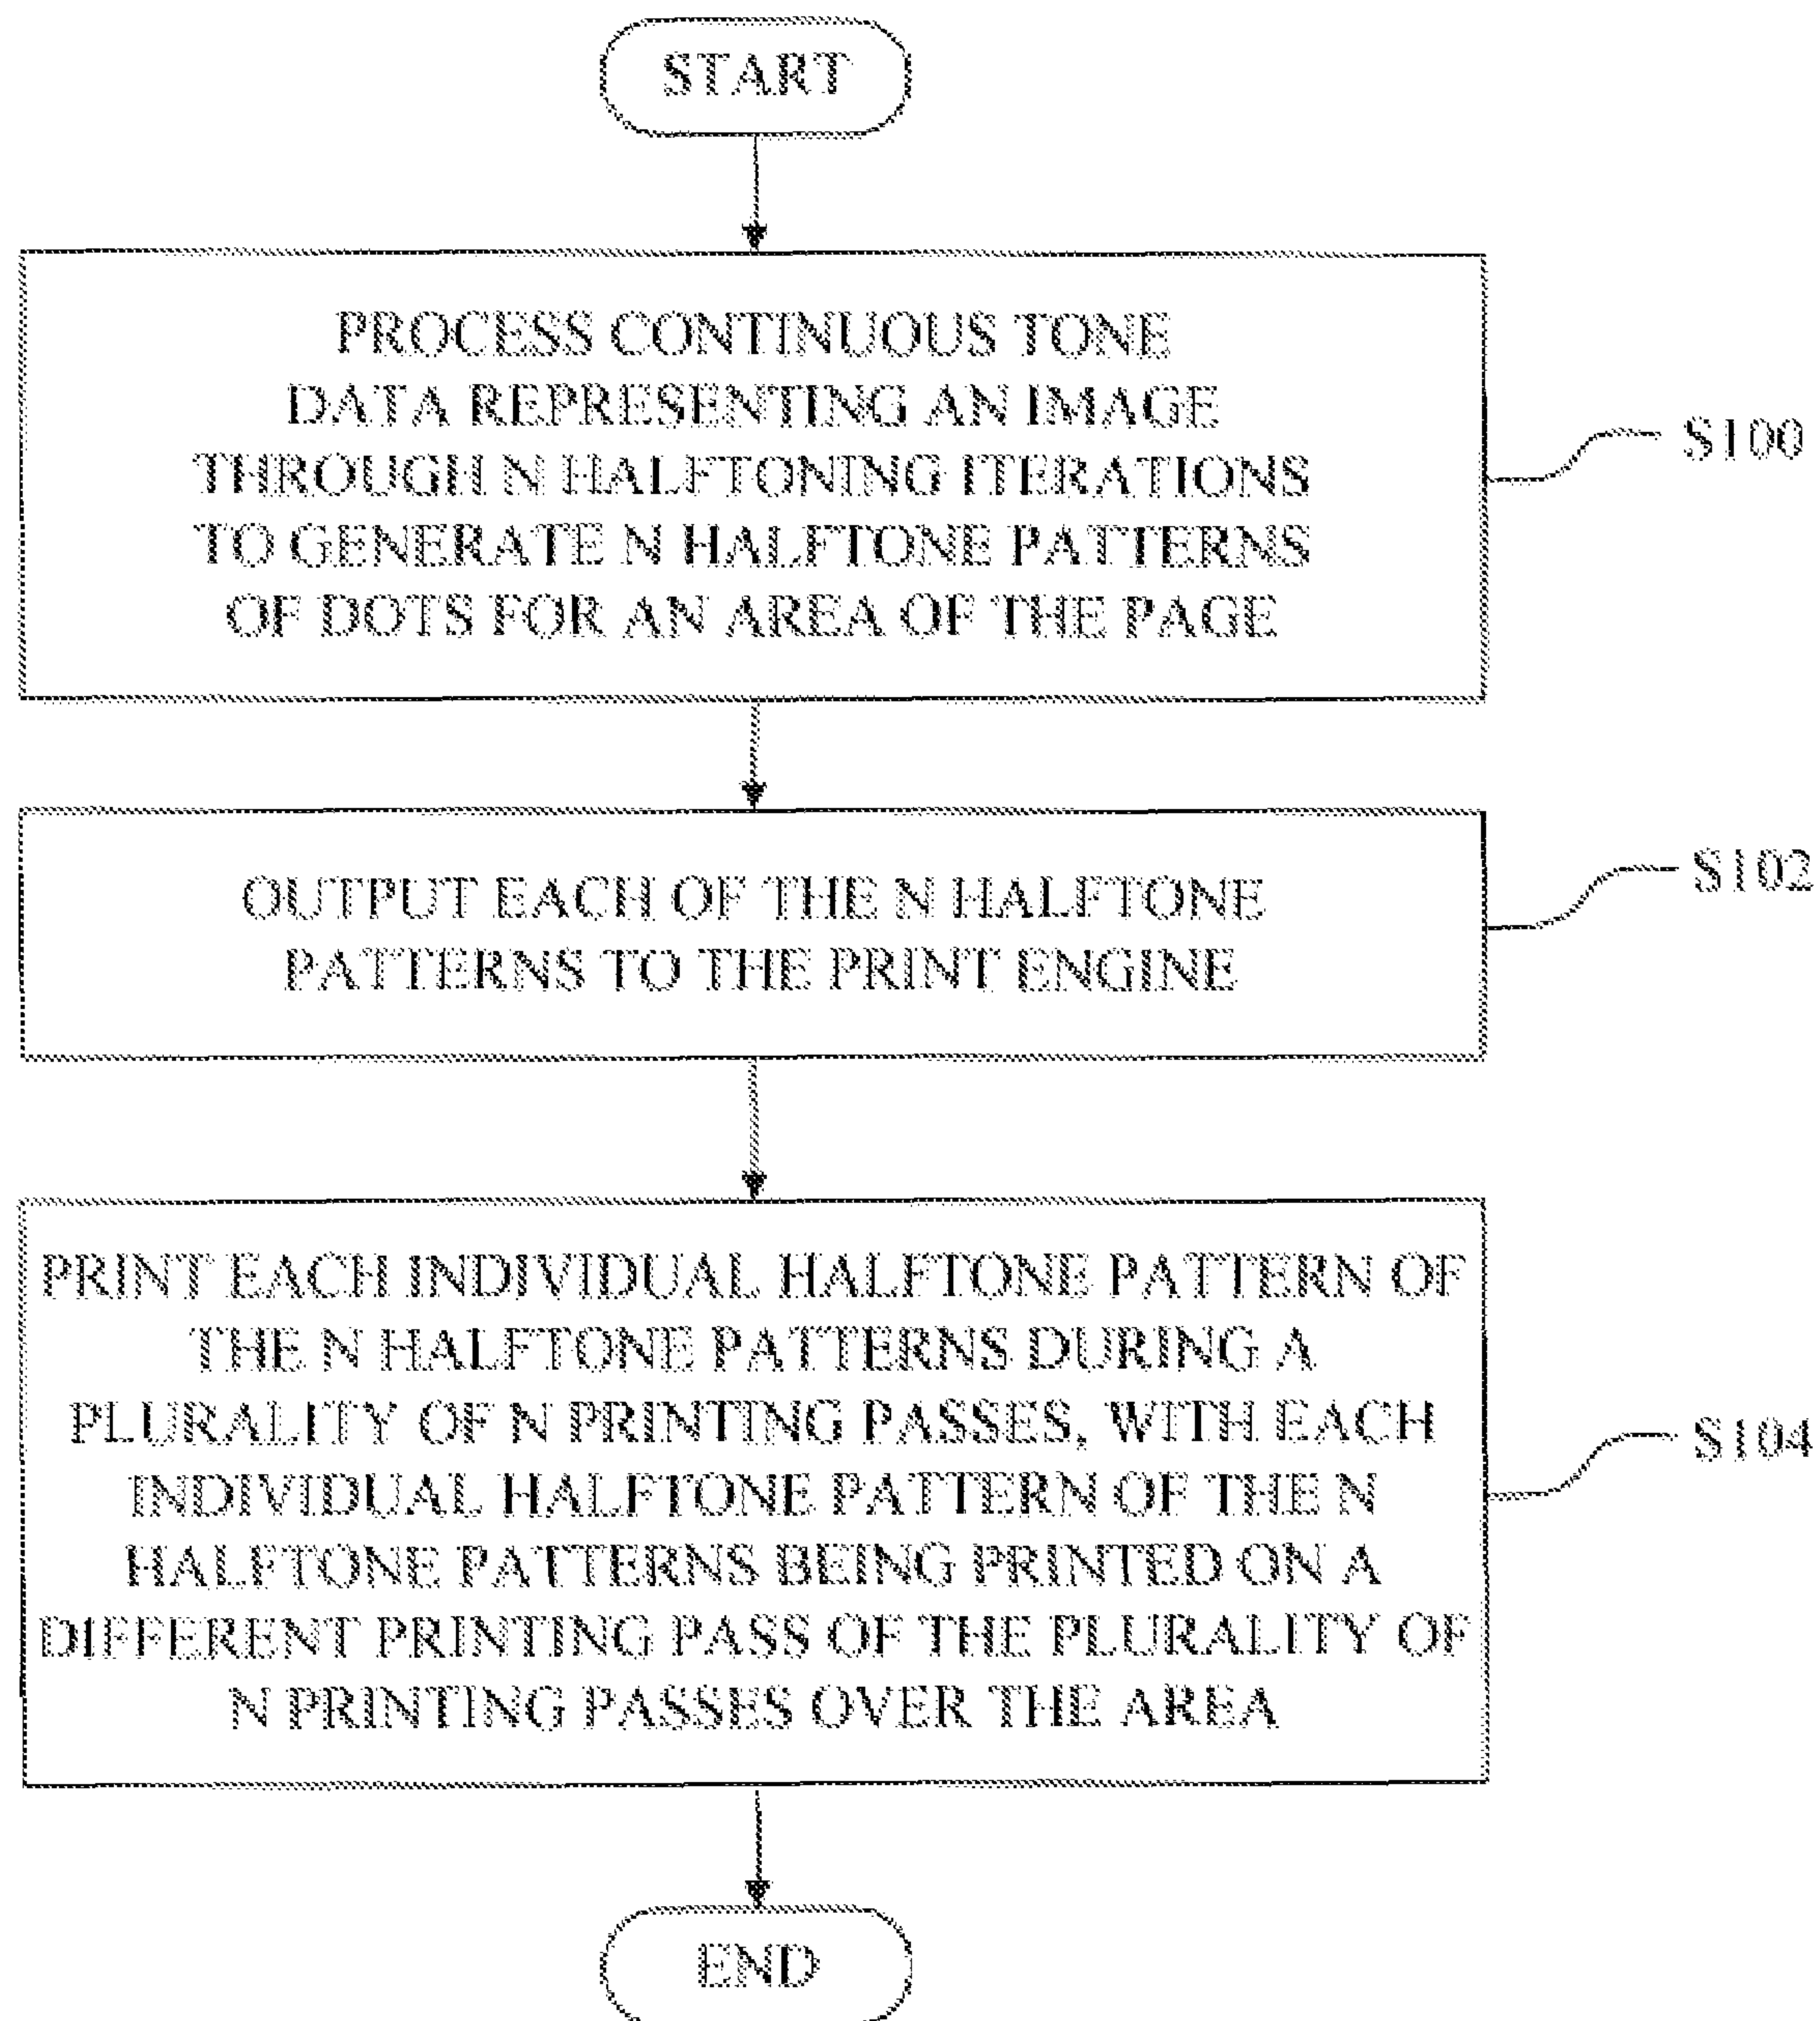 START
PROCESS CONTINUOUS TONE
DATA REPRESENTING AN IMAGE
THROUGH N HALFTONING ITERATIONS
TO GENERATE N HALFTONE PATTERNS
OF DOTS FOR AN AREA OF THE PAGE
S100
OUTPUT EACH OF THE N HALFTONE
PATTERNS TO THE PRINT ENGINE
S102
PRINT EACH INDIVIDUAL HALFTONE PATTERN OF
THE N HALFTONE PATTERNS DURING A
PLURALITY OF N PRINTING PASSES, WITH EACH
INDIVIDUAL HALFTONE PATTERN OF THE N
HALFTONE PATTERNS BEING PRINTED ON A
DIFFERENT PRINTING PASS OF THE PLURALITY OF
N PRINTING PASSES OVER THE AREA
S104
END